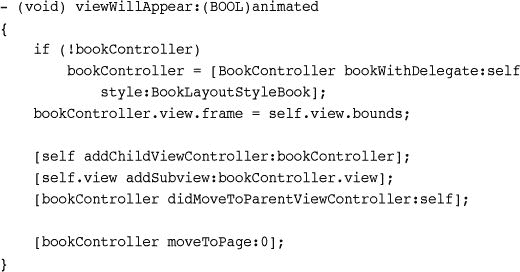 - (void) viewWillAppear:(BOOL)animated
{
    if (!bookController)
        bookController = [BookController bookWithDelegate:self
            style:BookLayoutStyleBook];
    bookController.view.frame = self.view.bounds;

    [self addChildViewController:bookController];
    [self.view addSubview:bookController.view];
    [bookController didMoveToParentViewController:self];

    [bookController moveToPage:0];
}